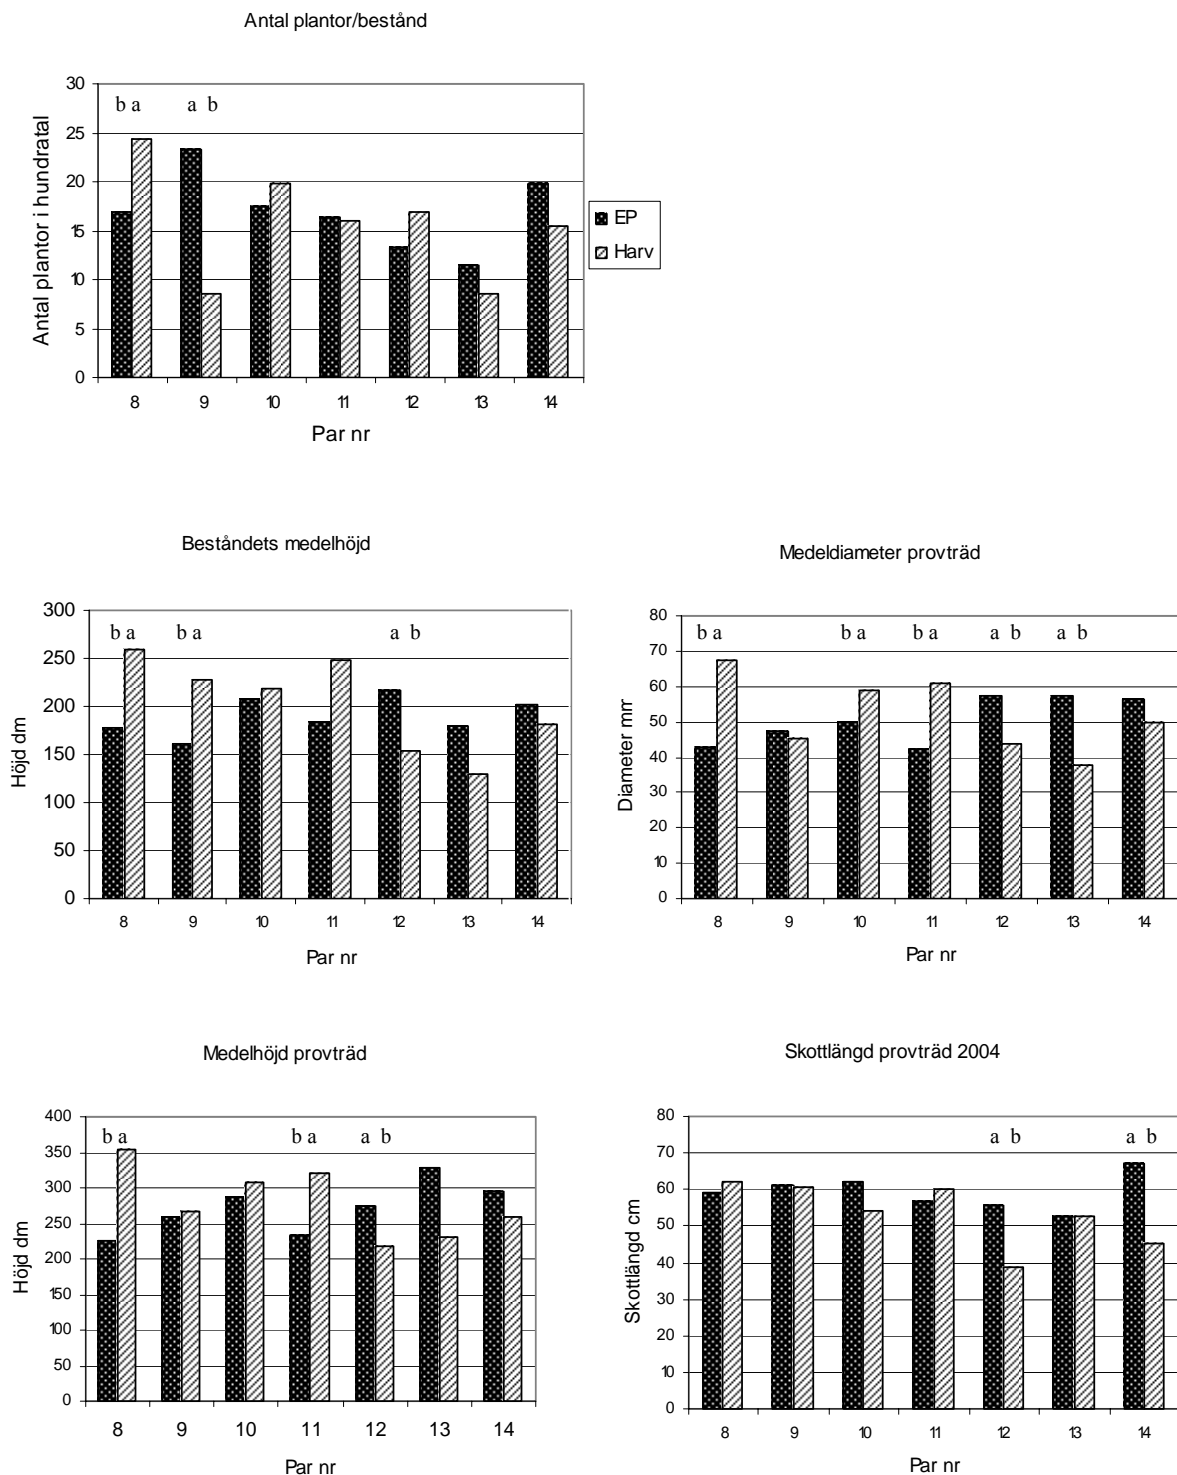 Antal plantor/bestånd
30
25
20
15
10
5
0
b a a b
Antal plantor i hundratal
8 9 10 11 12 13 14
Par nr
EP
Harv
Beståndets medelhöjd
300
250
200
150
100
50
0
b a b a a b
Höjd dm
8 9 10 11 12 13 14
Par nr
Medeldiameter provträd
80
70
60
50
40
30
20
10
0
b a b a b a a b a b
Diameter mm
8 9 10 11 12 13 14
Par nr
Medelhöjd provträd
400
350
300
250
200
150
100
50
0
b a b a a b
Höjd dm
8 9 10 11 12 13 14
Par nr
Skottlängd provträd 2004
80
70
60
50
40
30
20
10
0
a b a b
Skottlängd cm
8 9 10 11 12 13 14
Par nr